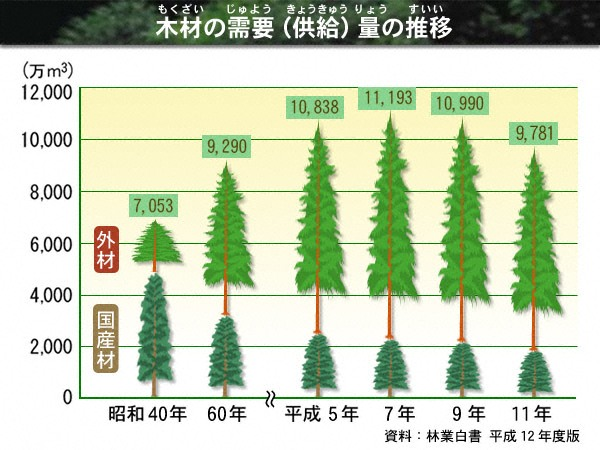 もくざい じゅよう きょうきゅう りょう すいい
木材の需要（供給）量の推移
(万m³)
12,000
10,000
8,000
6,000
4,000
2,000
0
7,053
9,290
10,838
11,193
10,990
9,781
外材
国産材
昭和40年 60年 平成 5年 7年 9年 11年
資料：林業白書 平成12年度版